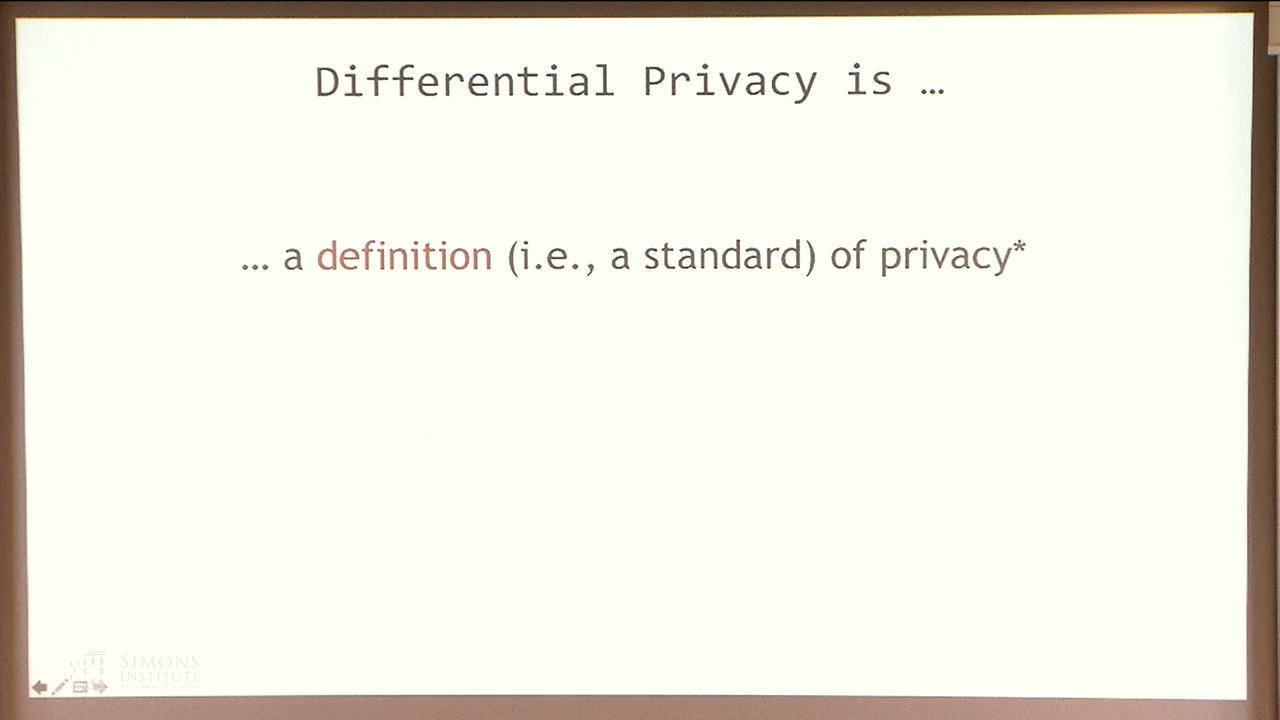 Differential Privacy is …
… a definition (i.e., a standard) of privacy*
SIMONS
INSTITUTE